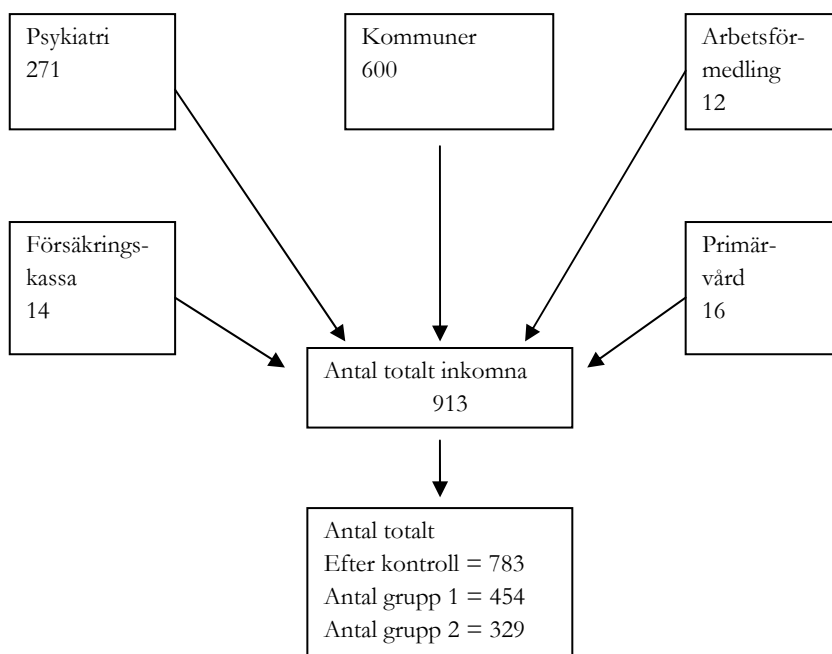 Psykiatri
271
Kommuner
600
Arbetsför-
medling
12
Försäkrings-
kassa
14
Primär-
vård
16
Antal totalt inkomna
913
Antal totalt
Efter kontroll = 783
Antal grupp 1 = 454
Antal grupp 2 = 329